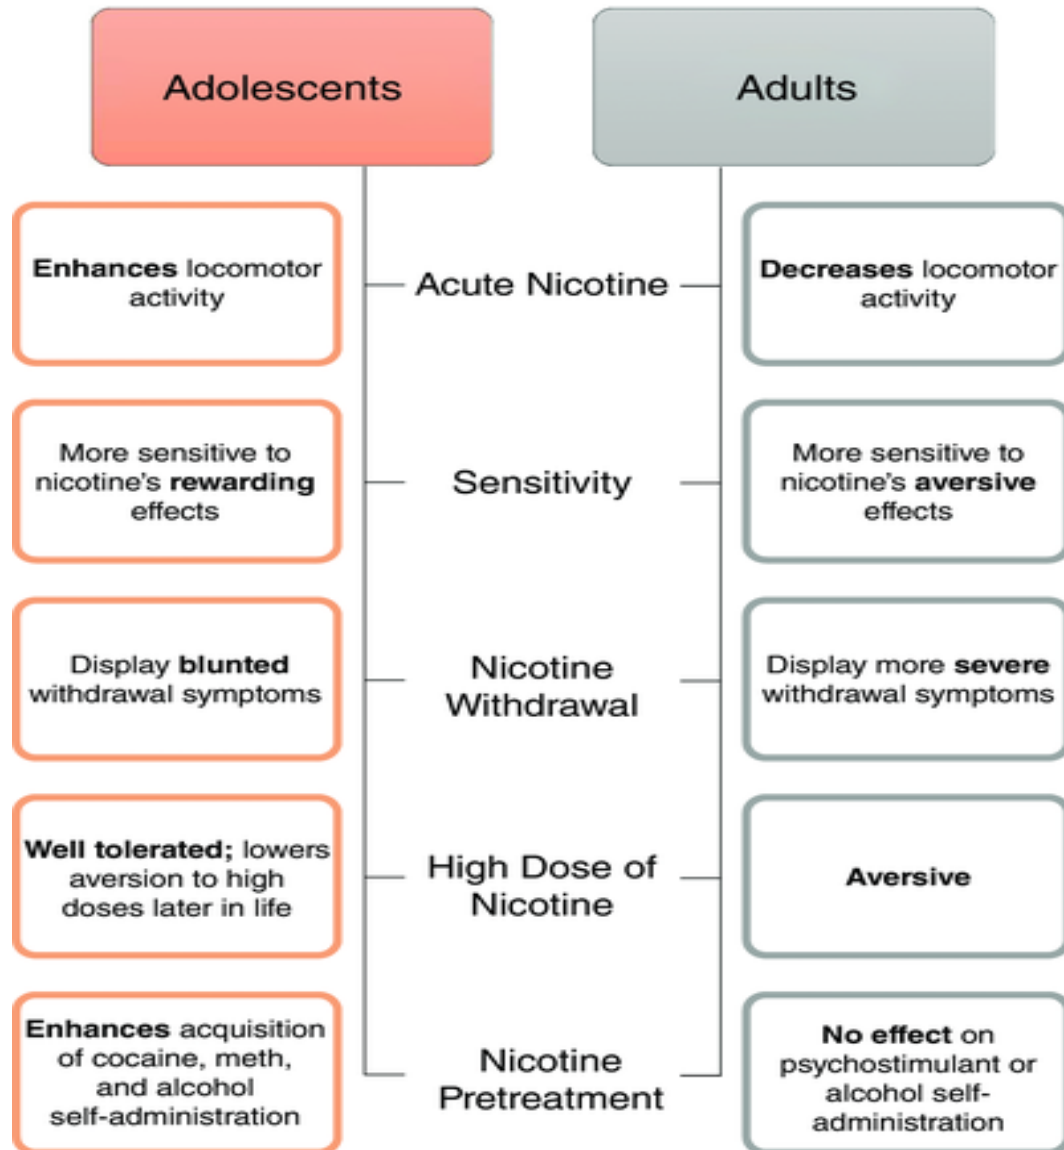 Adolescents
Adults
Enhances locomotor
activity
Acute Nicotine
Decreases locomotor
activity
More sensitive to
nicotine's rewarding
effects
Sensitivity
More sensitive to
nicotine's aversive
effects
Display blunted
withdrawal symptoms
Nicotine
Withdrawal
Display more severe
withdrawal symptoms
Well tolerated; lowers
aversion to high
doses later in life
High Dose of
Nicotine
Aversive
Enhances acquisition
of cocaine, meth,
and alcohol
self-administration
Nicotine
Pretreatment
No effect on
psychostimulant or
alcohol self-
administration